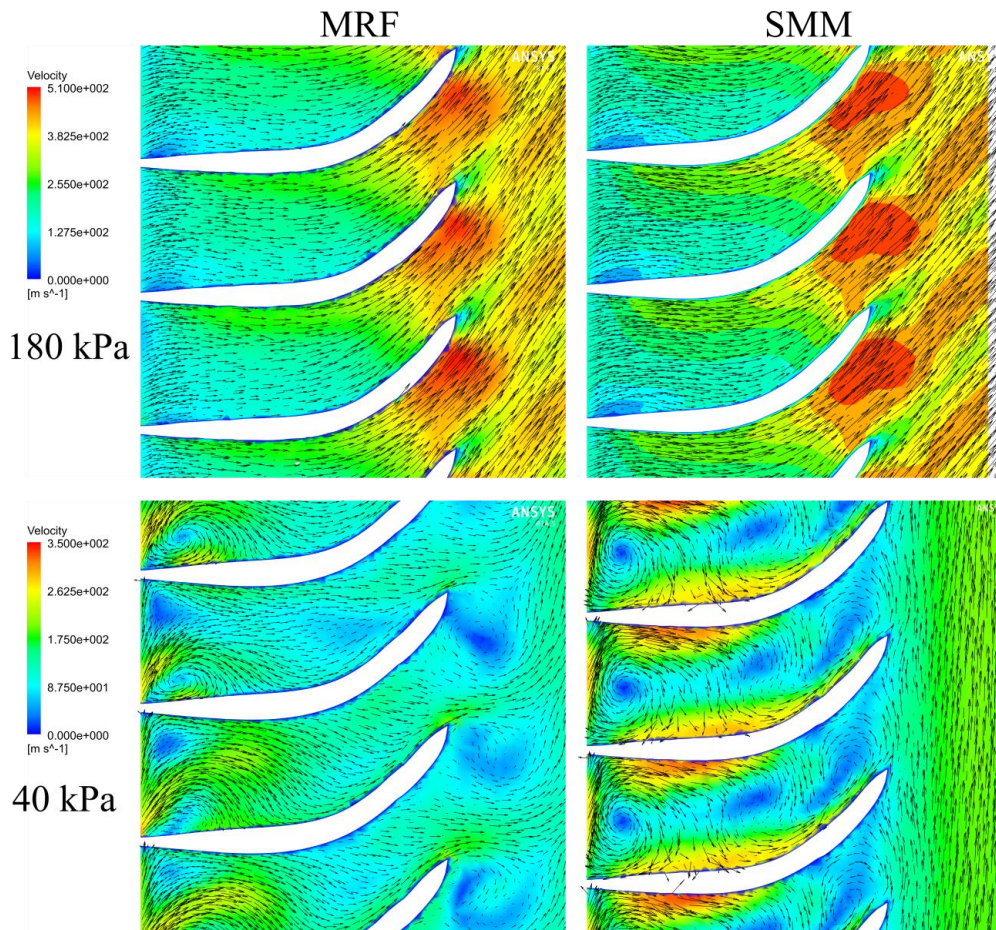 MRF
SMM
ANSYS
Velocity
5.100e+002
3.825e+002
2.550e+002
1.275e+002
0.000e+000
[m s^-1]
180 kPa
ANSYS
Velocity
3.500e+002
2.625e+002
1.750e+002
8.750e+001
0.000e+000
[m s^-1]
40 kPa